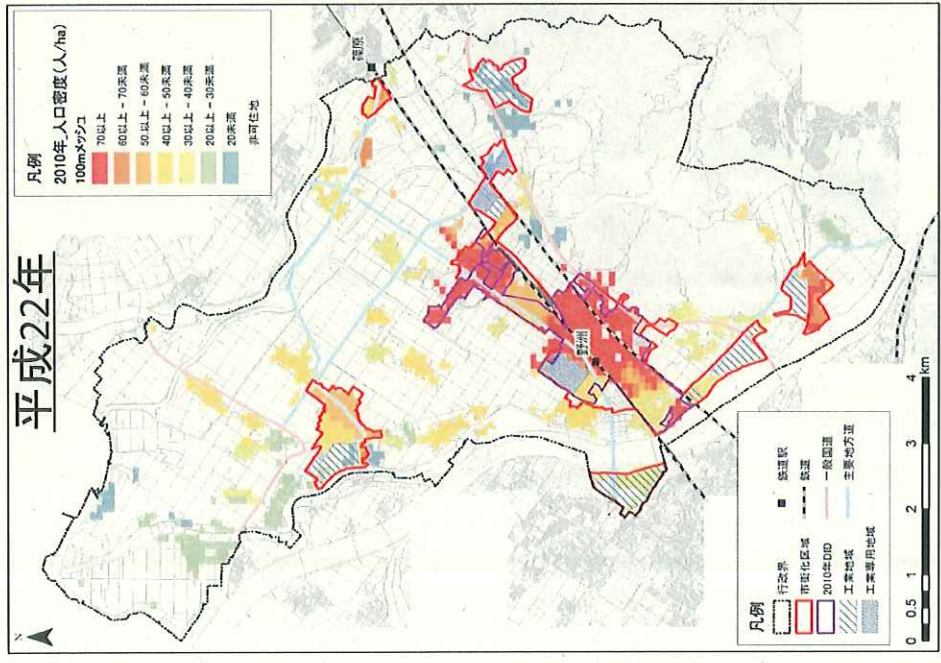 平成22年
凡例
2010年_人口密度(人/ha)
100mメッシュ
70以上
60以上 - 70未満
50以上 - 60未満
40以上 - 50未満
30以上 - 40未満
20以上 - 30未満
20未満
非可住地
篠原
野洲
凡例
行政界
市街化区域
2010年DID
工業地域
工業専用地域
鉄道駅
鉄道
一般国道
主要地方道
N
0 0.5 1 2 3 4
km